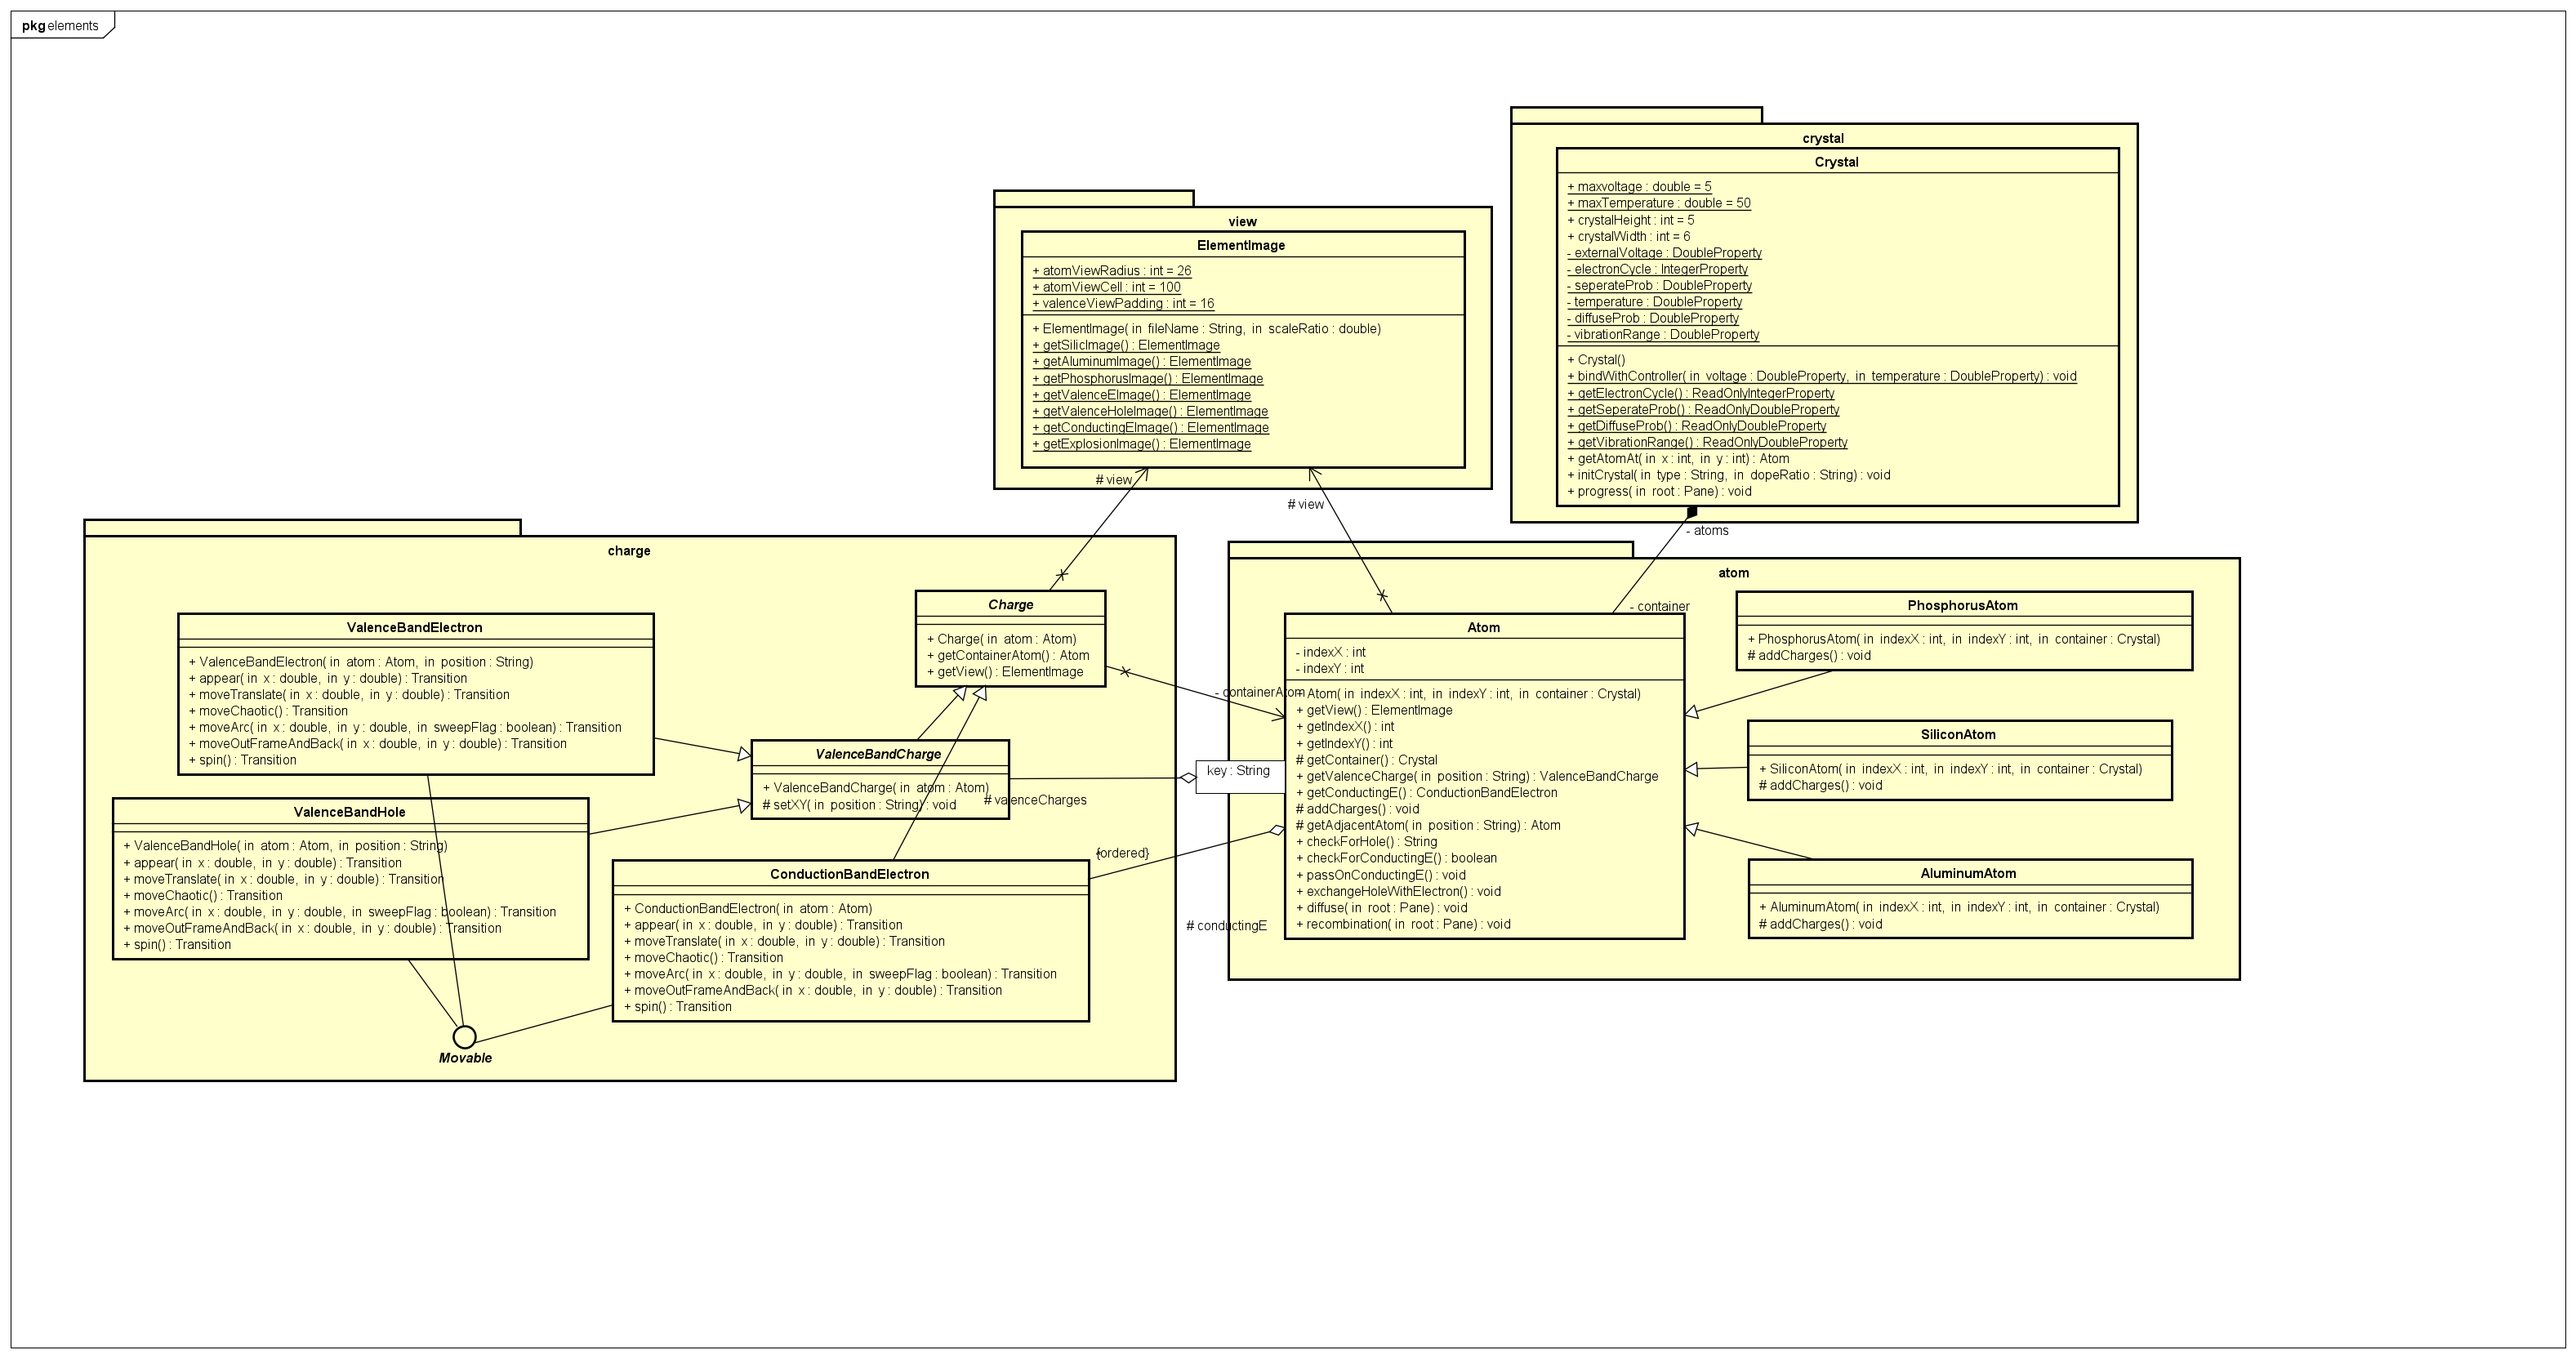 pkg elements
crystal
Crystal
+ maxvoltage : double = 5
+ maxTemperature : double = 50
+ crystalHeight : int = 5
+ crystalWidth : int = 6
- externalVoltage : DoubleProperty
- electronCycle : IntegerProperty
- seperateProb : DoubleProperty
- temperature : DoubleProperty
- diffuseProb : DoubleProperty
- vibrationRange : DoubleProperty
+ Crystal()
+ bindWithController( in voltage : DoubleProperty, in temperature : DoubleProperty) : void
+ getElectronCycle() : ReadOnlyIntegerProperty
+ getSeperateProb() : ReadOnlyDoubleProperty
+ getDiffuseProb() : ReadOnlyDoubleProperty
+ getVibrationRange() : ReadOnlyDoubleProperty
+ getAtomAt( in x : int, in y : int) : Atom
+ initCrystal( in type : String, in dopeRatio : String) : void
+ progress( in root : Pane) : void
view
ElementImage
+ atomViewRadius : int = 26
+ atomViewCell : int = 100
+ valenceViewPadding : int = 16
+ ElementImage( in fileName : String, in scaleRatio : double)
+ getSilicImage() : ElementImage
+ getAluminumImage() : ElementImage
+ getPhosphorusImage() : ElementImage
+ getValenceEImage() : ElementImage
+ getValenceHoleImage() : ElementImage
+ getConductingEImage() : ElementImage
+ getExplosionImage() : ElementImage
# view
# view
- atoms
- container
charge
Charge
+ Charge( in atom : Atom)
+ getContainerAtom() : Atom
+ getView() : ElementImage
- containerAtom
ValenceBandElectron
+ ValenceBandElectron( in atom : Atom, in position : String)
+ appear( in x : double, in y : double) : Transition
+ moveTranslate( in x : double, in y : double) : Transition
+ moveChaotic() : Transition
+ moveArc( in x : double, in y : double, in sweepFlag : boolean) : Transition
+ moveOutFrameAndBack( in x : double, in y : double) : Transition
+ spin() : Transition
ValenceBandCharge
+ ValenceBandCharge( in atom : Atom)
# setXY( in position : String) : void
# valenceCharges
key : String
ValenceBandHole
+ ValenceBandHole( in atom : Atom, in position : String)
+ appear( in x : double, in y : double) : Transition
+ moveTranslate( in x : double, in y : double) : Transition
+ moveChaotic() : Transition
+ moveArc( in x : double, in y : double, in sweepFlag : boolean) : Transition
+ moveOutFrameAndBack( in x : double, in y : double) : Transition
+ spin() : Transition
ConductionBandElectron
+ ConductionBandElectron( in atom : Atom)
+ appear( in x : double, in y : double) : Transition
+ moveTranslate( in x : double, in y : double) : Transition
+ moveChaotic() : Transition
+ moveArc( in x : double, in y : double, in sweepFlag : boolean) : Transition
+ moveOutFrameAndBack( in x : double, in y : double) : Transition
+ spin() : Transition
{ordered}
# conductingE
Movable
atom
Atom
- indexX : int
- indexY : int
+ Atom( in indexX : int, in indexY : int, in container : Crystal)
+ getView() : ElementImage
+ getIndexX() : int
+ getIndexY() : int
# getContainer() : Crystal
+ getValenceCharge( in position : String) : ValenceBandCharge
+ getConductingE() : ConductionBandElectron
# addCharges() : void
# getAdjacentAtom( in position : String) : Atom
+ checkForHole() : String
+ checkForConductingE() : boolean
+ passOnConductingE() : void
+ exchangeHoleWithElectron() : void
+ diffuse( in root : Pane) : void
+ recombination( in root : Pane) : void
PhosphorusAtom
+ PhosphorusAtom( in indexX : int, in indexY : int, in container : Crystal)
# addCharges() : void
SiliconAtom
+ SiliconAtom( in indexX : int, in indexY : int, in container : Crystal)
# addCharges() : void
AluminumAtom
+ AluminumAtom( in indexX : int, in indexY : int, in container : Crystal)
# addCharges() : void